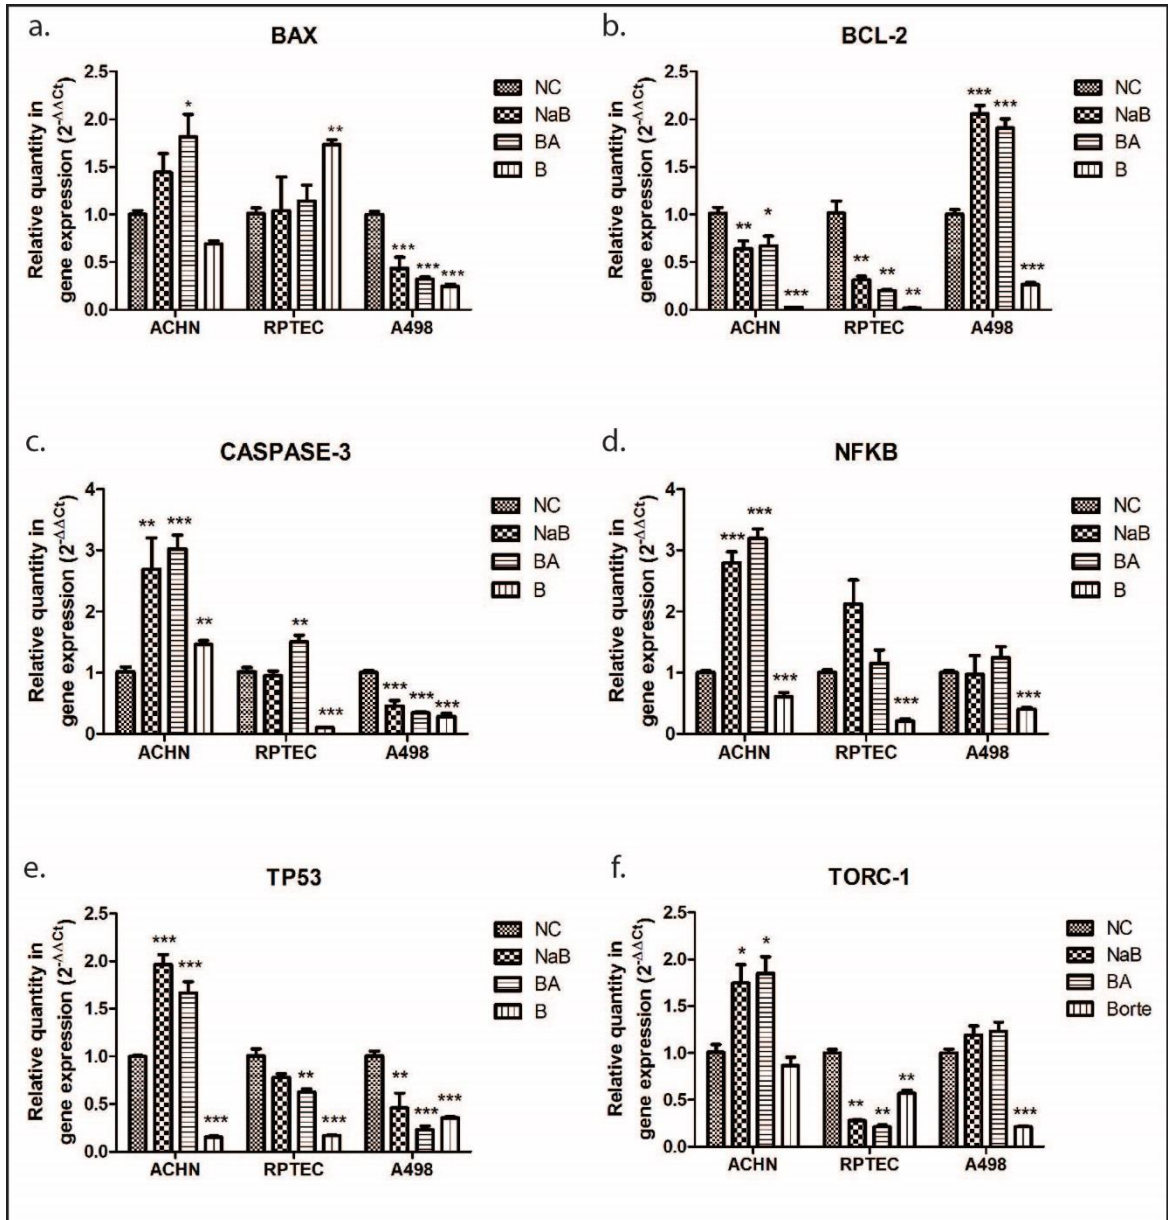 a.
BAX
Relative quantity in
gene expression (2^-ΔΔCt)
2.5
2.0
1.5
1.0
0.5
0.0
*
**
***
***
***
ACHN RPTEC A498
NC
NaB
BA
B
b.
BCL-2
Relative quantity in
gene expression (2^-ΔΔCt)
2.5
2.0
1.5
1.0
0.5
0.0
**
*
***
**
**
**
***
***
***
ACHN RPTEC A498
NC
NaB
BA
B
c.
CASPASE-3
Relative quantity in
gene expression (2^-ΔΔCt)
4
3
2
1
0
**
***
**
**
***
***
***
***
ACHN RPTEC A498
NC
NaB
BA
B
d.
NFKB
Relative quantity in
gene expression (2^-ΔΔCt)
4
3
2
1
0
***
***
***
***
***
ACHN RPTEC A498
NC
NaB
BA
B
e.
TP53
Relative quantity in
gene expression (2^-ΔΔCt)
2.5
2.0
1.5
1.0
0.5
0.0
***
***
***
**
***
**
***
***
ACHN RPTEC A498
NC
NaB
BA
B
f.
TORC-1
Relative quantity in
gene expression (2^-ΔΔCt)
2.5
2.0
1.5
1.0
0.5
0.0
*
*
**
**
**
***
ACHN RPTEC A498
NC
NaB
BA
Borte